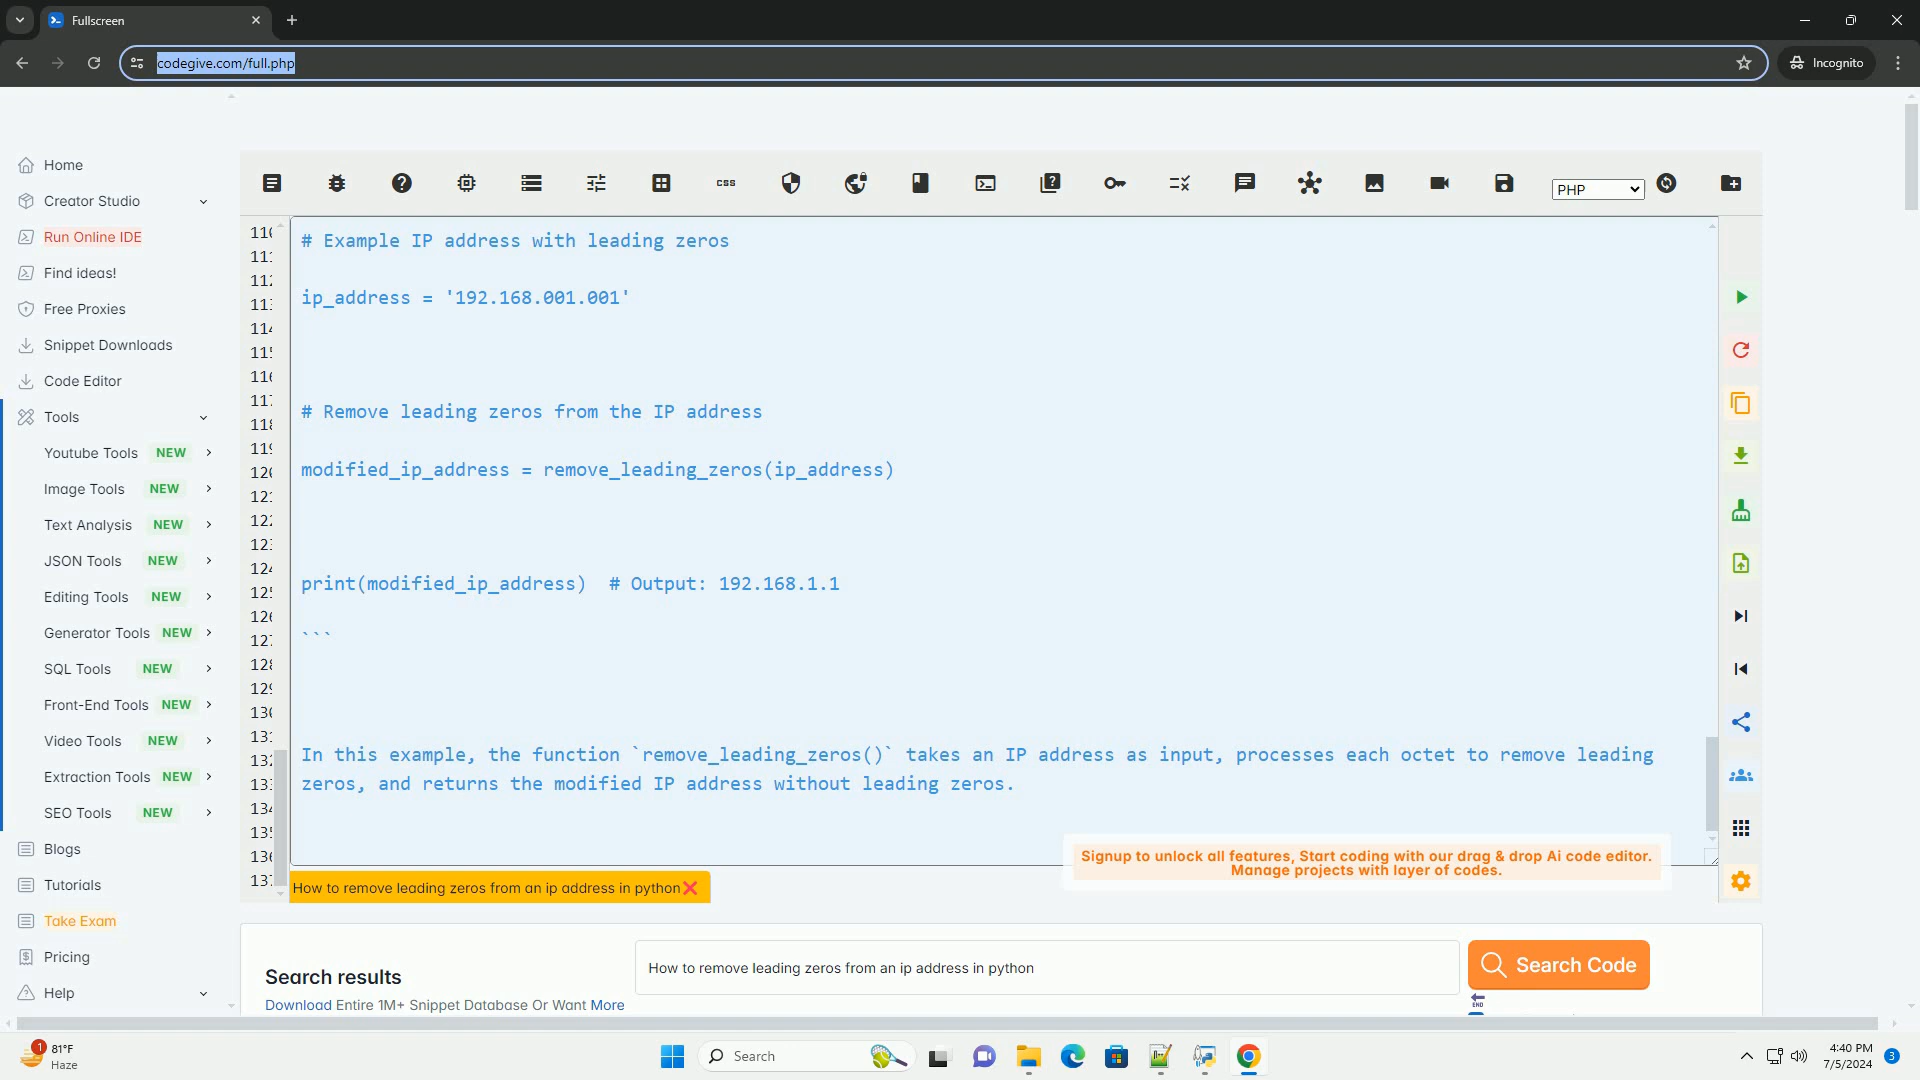 Fullscreen
codegive.com/full.php
Incognito
Home
Creator Studio
Run Online IDE
Find ideas!
Free Proxies
Snippet Downloads
Code Editor
Tools
Youtube Tools NEW
Image Tools NEW
Text Analysis NEW
JSON Tools NEW
Editing Tools NEW
Generator Tools NEW
SQL Tools NEW
Front-End Tools NEW
Video Tools NEW
Extraction Tools NEW
SEO Tools NEW
Blogs
Tutorials
Take Exam
Pricing
Help
css
PHP
# Example IP address with leading zeros
ip_address = '192.168.001.001'
# Remove leading zeros from the IP address
modified_ip_address = remove_leading_zeros(ip_address)
print(modified_ip_address)  # Output: 192.168.1.1
```
In this example, the function `remove_leading_zeros()` takes an IP address as input, processes each octet to remove leading
zeros, and returns the modified IP address without leading zeros.
Signup to unlock all features, Start coding with our drag & drop Ai code editor.
Manage projects with layer of codes.
How to remove leading zeros from an ip address in python
Search results
How to remove leading zeros from an ip address in python
Search Code
Download Entire 1M+ Snippet Database Or Want More
END
1
81°F
Haze
Search
4:40 PM
7/5/2024
3